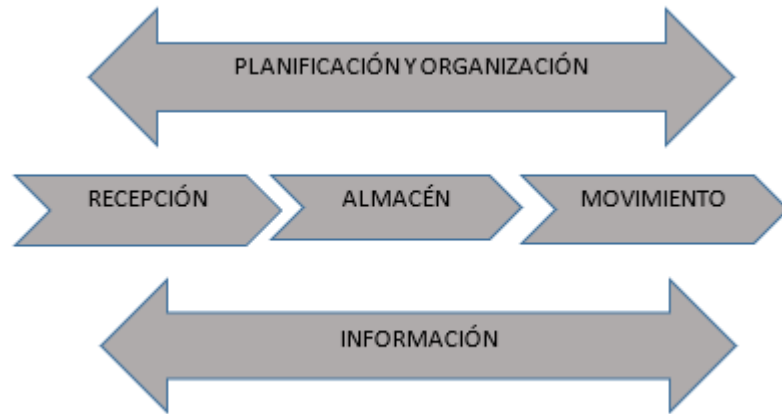 PLANIFICACIÓN Y ORGANIZACIÓN
RECEPCIÓN
ALMACÉN
MOVIMIENTO
INFORMACIÓN